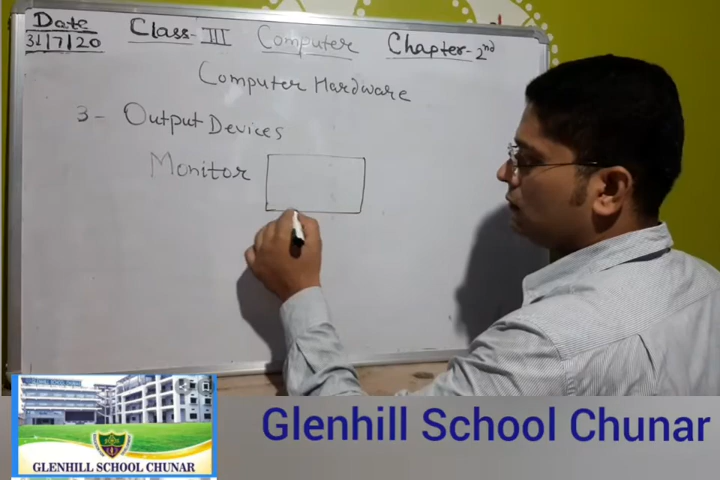 Date Class-III Computer Chapter-2nd
31/7/20
Computer Hardware
3- Output Devices
Monitor
GLENHILL SCHOOL CHUNAR
Glenhill School Chunar